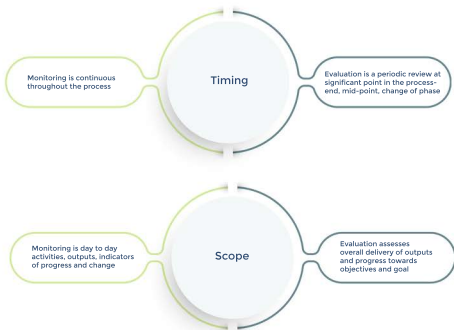 Timing
Monitoring is continuous
throughout the process
Evaluation is a periodic review at
significant point in the process-
end, mid-point, change of phase
Scope
Monitoring is day to day
activities, outputs, indicators
of progress and change
Evaluation assesses
overall delivery of outputs
and progress towards
objectives and goal